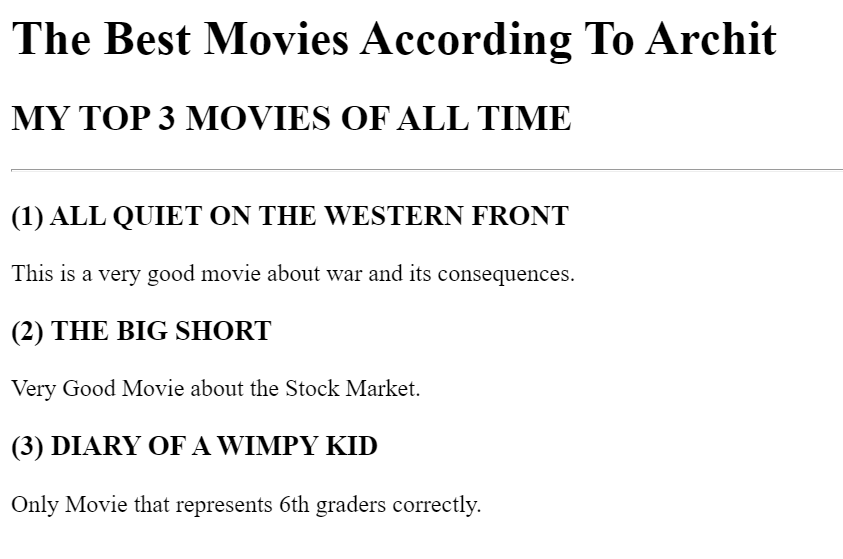 The Best Movies According To Archit
MY TOP 3 MOVIES OF ALL TIME
(1) ALL QUIET ON THE WESTERN FRONT
This is a very good movie about war and its consequences.
(2) THE BIG SHORT
Very Good Movie about the Stock Market.
(3) DIARY OF A WIMPY KID
Only Movie that represents 6th graders correctly.